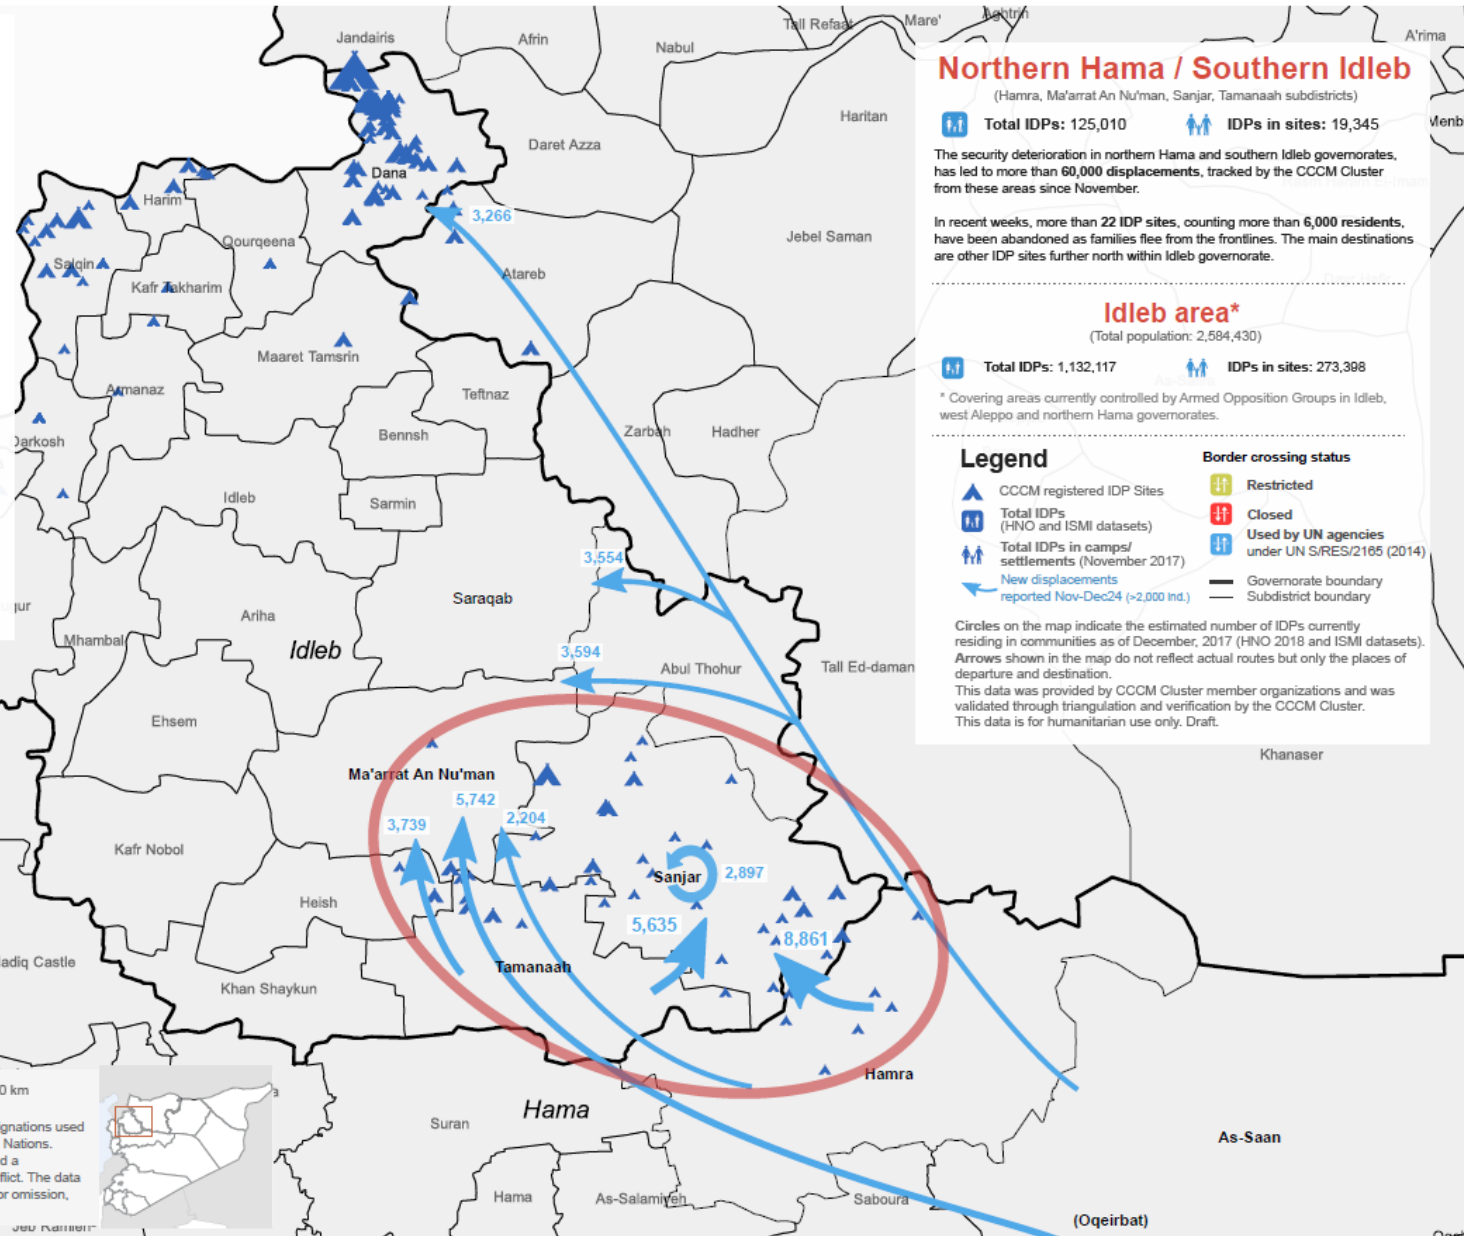 Jandairis
Afrin
Nabul
Tall Refaat
Mare'
Aghtrin
A'rima
Haritan
Daret Azza
Dana
Harim
Qourqeena
Salqin
Kafr Takharim
3,266
Jebel Saman
Atareb
Maaret Tamsrin
Armanaz
Teftnaz
Darkosh
Bennsh
Zarbah
Hadher
Idleb
Sarmin
3,554
Saraqab
Ariha
Mhambal
Idleb
3,594
Abul Thohur
Tall Ed-daman
Ehsem
Ma'arrat An Nu'man
Khanaser
5,742
2,204
3,739
Kafr Nobol
Sanjar
2,897
Heish
5,635
8,861
adiq Castle
Tamanaah
Khan Shaykun
Hamra
Hama
Suran
As-Saan
Hama
As-Salamiyeh
Saboura
(Oqeirbat)
Northern Hama / Southern Idleb
(Hamra, Ma'arrat An Nu'man, Sanjar, Tamanaah subdistricts)
Total IDPs: 125,010 IDPs in sites: 19,345
The security deterioration in northern Hama and southern Idleb governorates,
has led to more than 60,000 displacements, tracked by the CCCM Cluster
from these areas since November.
In recent weeks, more than 22 IDP sites, counting more than 6,000 residents,
have been abandoned as families flee from the frontlines. The main destinations
are other IDP sites further north within Idleb governorate.
Idleb area*
(Total population: 2,584,430)
Total IDPs: 1,132,117 IDPs in sites: 273,398
* Covering areas currently controlled by Armed Opposition Groups in Idleb,
west Aleppo and northern Hama governorates.
Legend
CCCM registered IDP Sites
Total IDPs
(HNO and ISMI datasets)
Total IDPs in camps/
settlements (November 2017)
New displacements
reported Nov-Dec24 (>2,000 ind.)
Border crossing status
Restricted
Closed
Used by UN agencies
under UN S/RES/2165 (2014)
Governorate boundary
Subdistrict boundary
Circles on the map indicate the estimated number of IDPs currently
residing in communities as of December, 2017 (HNO 2018 and ISMI datasets).
Arrows shown in the map do not reflect actual routes but only the places of
departure and destination.
This data was provided by CCCM Cluster member organizations and was
validated through triangulation and verification by the CCCM Cluster.
This data is for humanitarian use only. Draft.
0 km
gnations used
Nations.
d a
flict. The data
or omission,